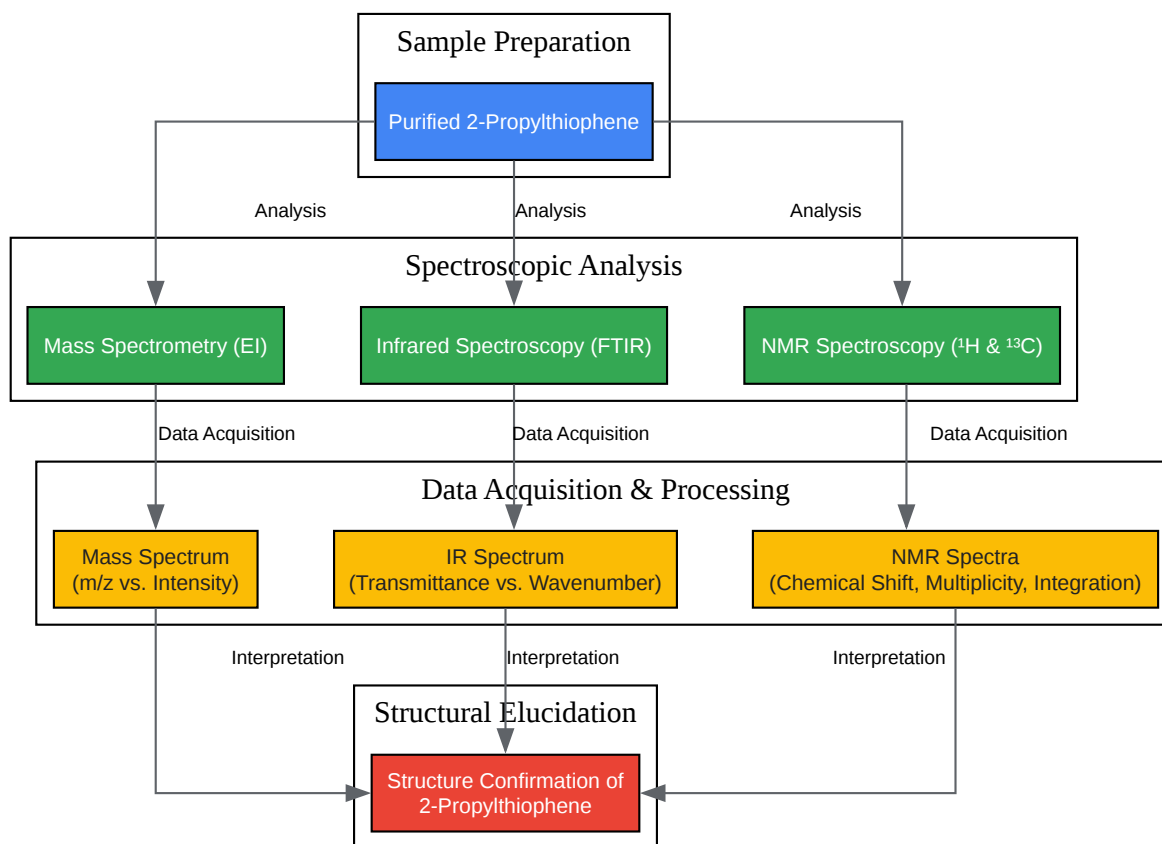 Sample Preparation
Purified 2-Propylthiophene
Analysis
Analysis
Analysis
Spectroscopic Analysis
Mass Spectrometry (EI)
Infrared Spectroscopy (FTIR)
NMR Spectroscopy (¹H & ¹³C)
Data Acquisition
Data Acquisition
Data Acquisition
Data Acquisition & Processing
Mass Spectrum
(m/z vs. Intensity)
IR Spectrum
(Transmittance vs. Wavenumber)
NMR Spectra
(Chemical Shift, Multiplicity, Integration)
Interpretation
Interpretation
Interpretation
Structural Elucidation
Structure Confirmation of
2-Propylthiophene